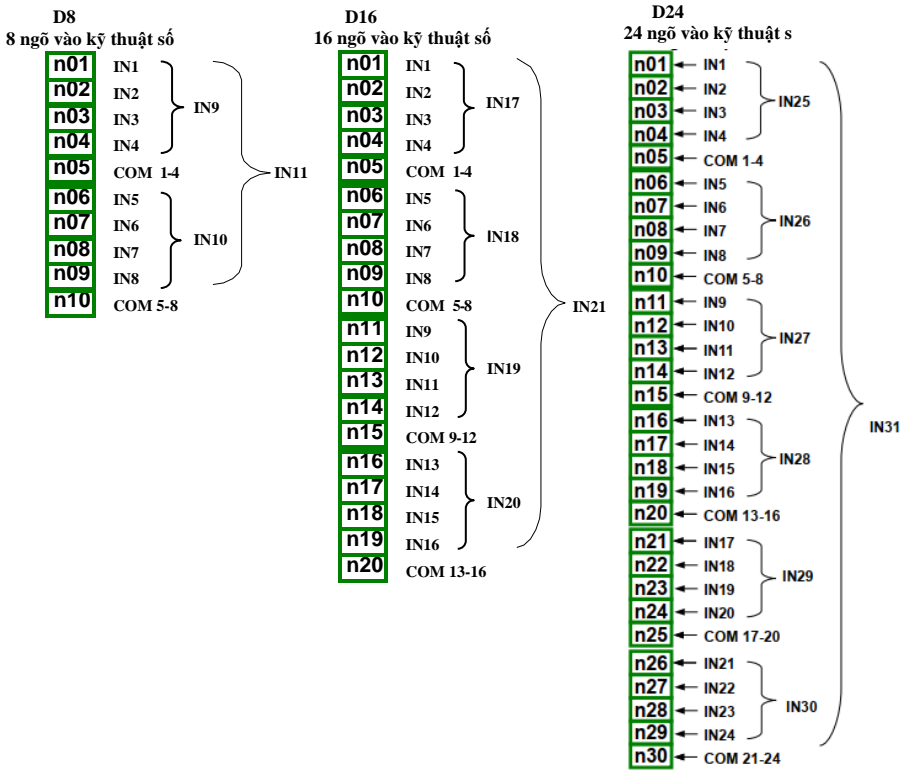 D8
8 ngõ vào kỹ thuật số
n01 IN1
n02 IN2
n03 IN3
n04 IN4
n05 COM 1-4
n06 IN5
n07 IN6
n08 IN7
n09 IN8
n10 COM 5-8
IN9
IN10
IN11
D16
16 ngõ vào kỹ thuật số
n01 IN1
n02 IN2
n03 IN3
n04 IN4
n05 COM 1-4
n06 IN5
n07 IN6
n08 IN7
n09 IN8
n10 COM 5-8
n11 IN9
n12 IN10
n13 IN11
n14 IN12
n15 COM 9-12
n16 IN13
n17 IN14
n18 IN15
n19 IN16
n20 COM 13-16
IN17
IN18
IN19
IN20
IN21
D24
24 ngõ vào kỹ thuật s
n01 IN1
n02 IN2
n03 IN3
n04 IN4
n05 COM 1-4
n06 IN5
n07 IN6
n08 IN7
n09 IN8
n10 COM 5-8
n11 IN9
n12 IN10
n13 IN11
n14 IN12
n15 COM 9-12
n16 IN13
n17 IN14
n18 IN15
n19 IN16
n20 COM 13-16
n21 IN17
n22 IN18
n23 IN19
n24 IN20
n25 COM 17-20
n26 IN21
n27 IN22
n28 IN23
n29 IN24
n30 COM 21-24
IN25
IN26
IN27
IN28
IN29
IN30
IN31